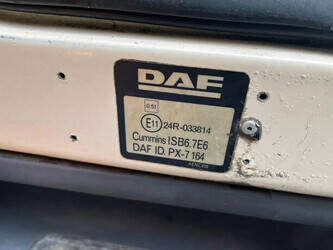 DAF
0.51
E11 24R-033814
Cummins ISB6.7E6
DAF ID. PX-7 164